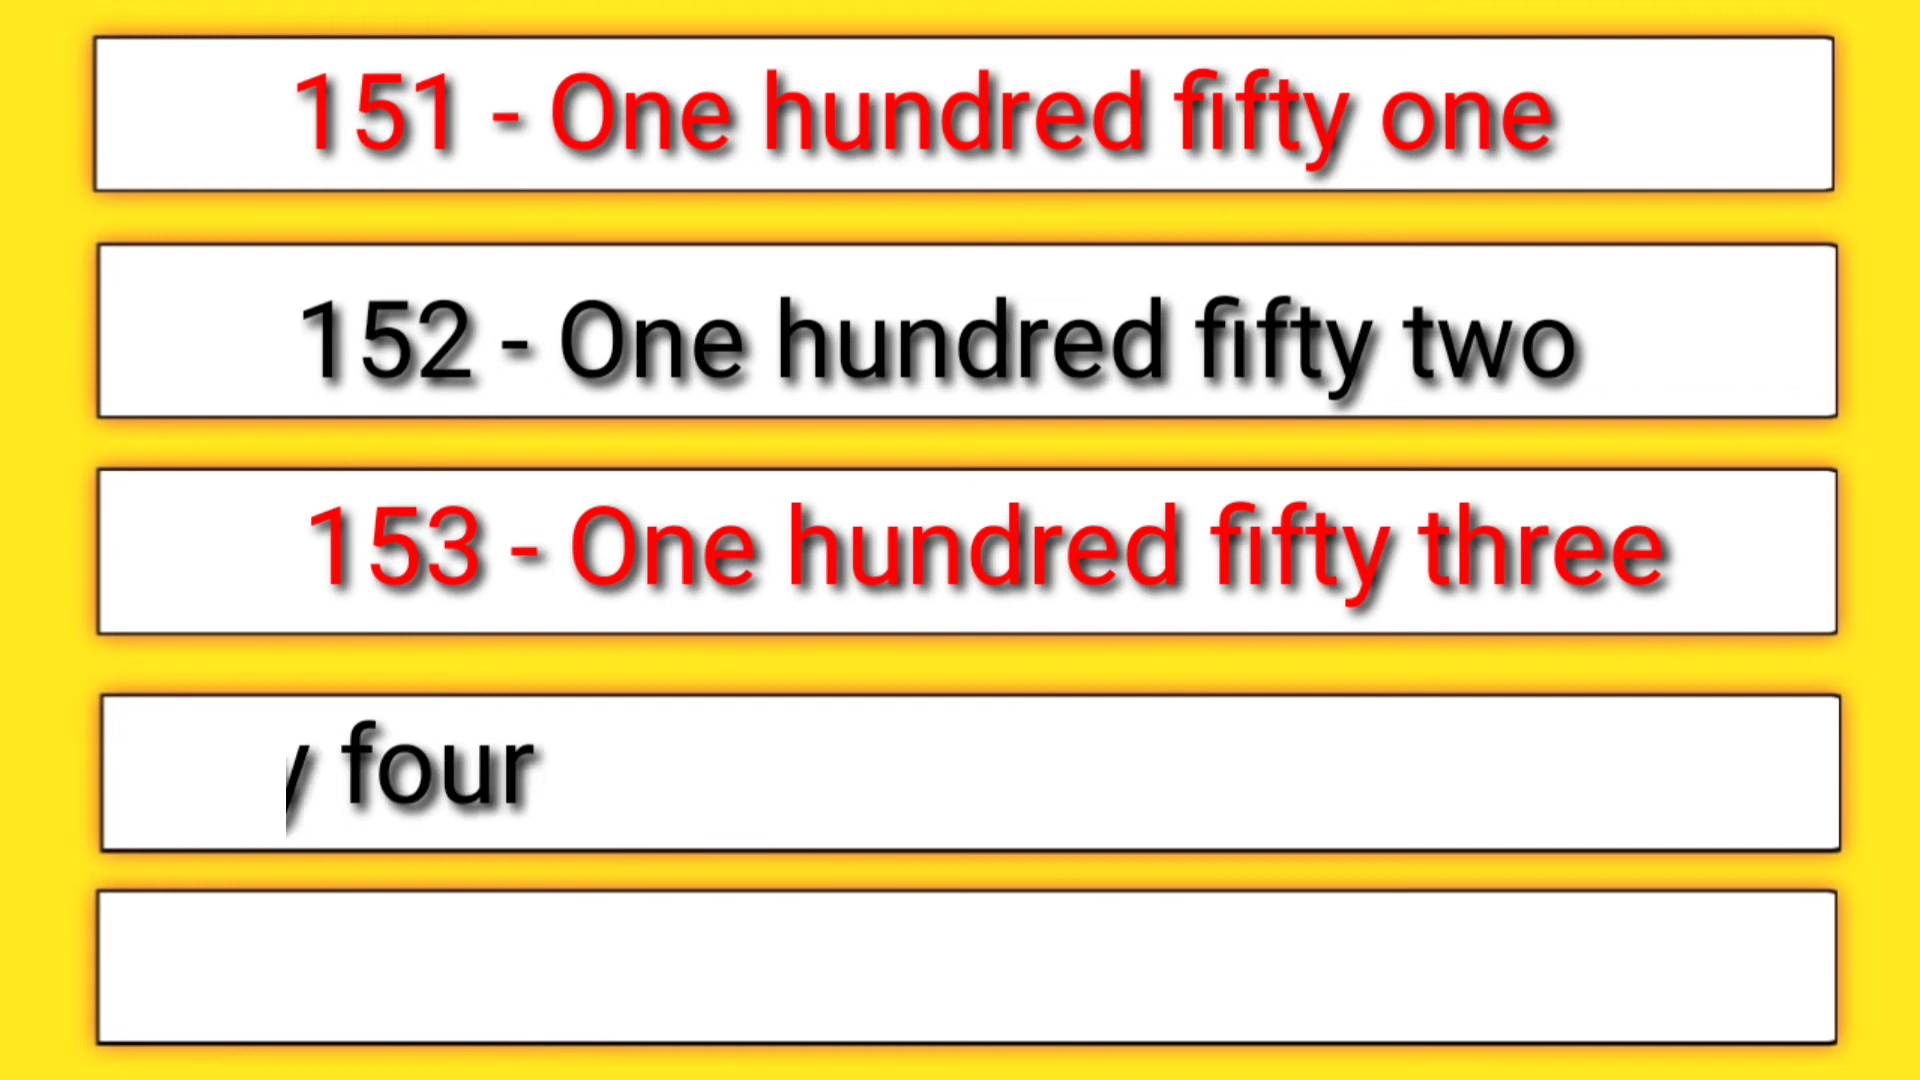 151 - One hundred fifty one
152 - One hundred fifty two
153 - One hundred fifty three
four